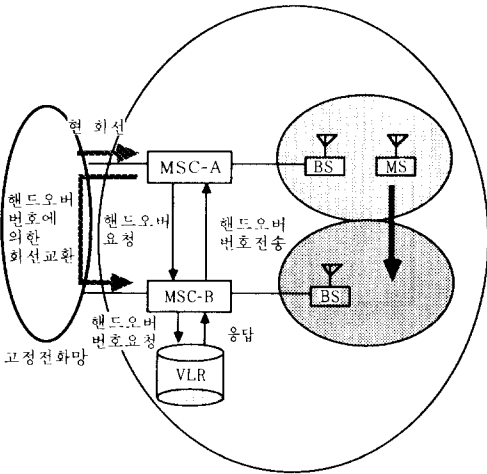 현 회선
MSC-A
BS
MS
핸드오버
번호에
의한
회선교환
핸드오버
요청
핸드오버
번호전송
MSC-B
BS
핸드오버
번호요청
응답
고정전화망
VLR